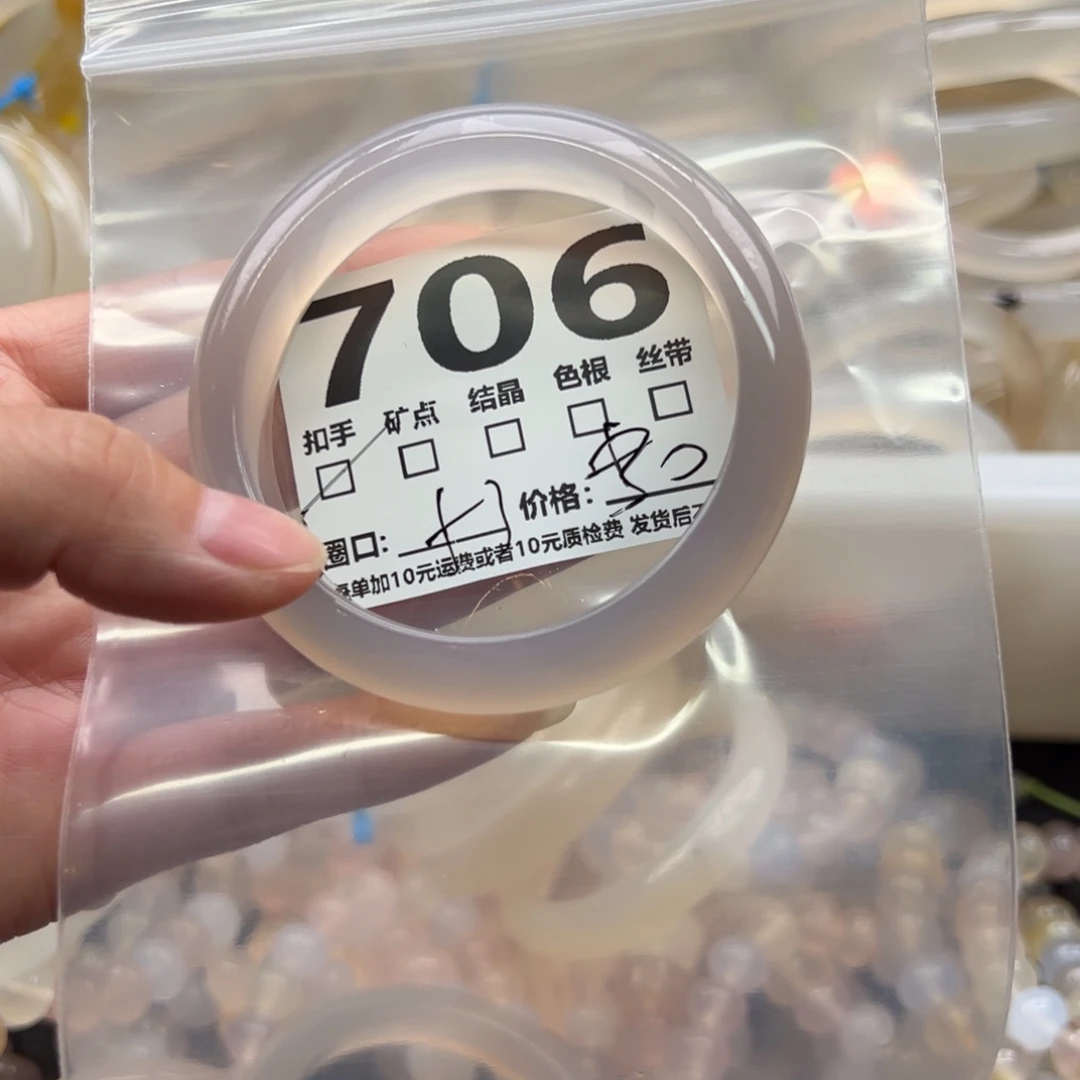 706
扣手 矿点 结晶 色根 丝带
圈口: 价格:
单加10元运费或者10元质检费 发货后